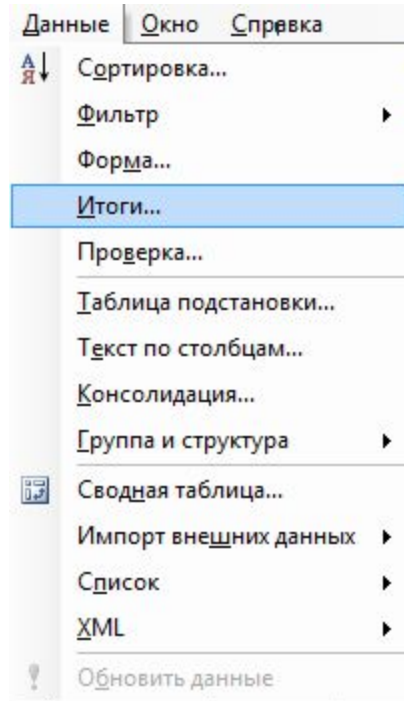 Данные Окно Справка
Сортировка...
Фильтр
Форма...
Итоги...
Проверка...
Таблица подстановки...
Текст по столбцам...
Консолидация...
Группа и структура
Сводная таблица...
Импорт внешних данных
Список
XML
Обновить данные